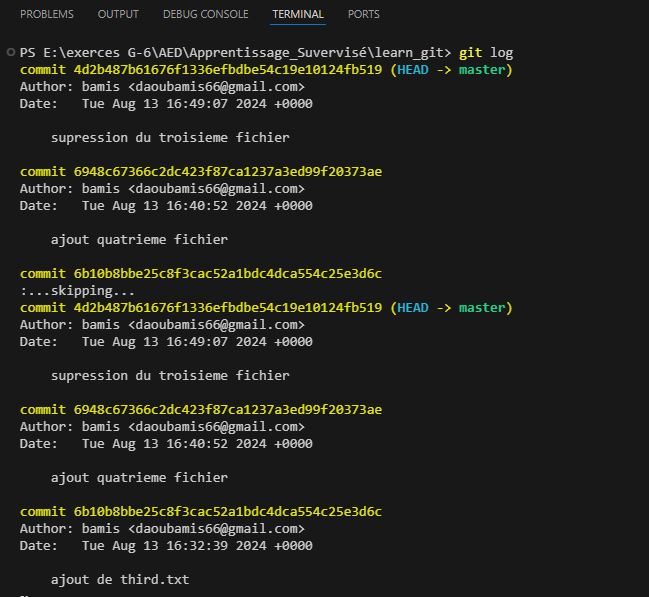 PROBLEMS OUTPUT DEBUG CONSOLE TERMINAL PORTS
PS E:\exerces G-6\AED\Apprentissage_Suvervisé\learn_git> git log
commit 4d2b487b61676f1336efbdbe54c19e10124fb519 (HEAD -> master)
Author: bamis <daoubamis66@gmail.com>
Date:   Tue Aug 13 16:49:07 2024 +0000
supression du troisieme fichier
commit 6948c67366c2dc423f87ca1237a3ed99f20373ae
Author: bamis <daoubamis66@gmail.com>
Date:   Tue Aug 13 16:40:52 2024 +0000
ajout quatrieme fichier
commit 6b10b8bbe25c8f3cac52a1bdc4dca554c25e3d6c
:...skipping...
commit 4d2b487b61676f1336efbdbe54c19e10124fb519 (HEAD -> master)
Author: bamis <daoubamis66@gmail.com>
Date:   Tue Aug 13 16:49:07 2024 +0000
supression du troisieme fichier
commit 6948c67366c2dc423f87ca1237a3ed99f20373ae
Author: bamis <daoubamis66@gmail.com>
Date:   Tue Aug 13 16:40:52 2024 +0000
ajout quatrieme fichier
commit 6b10b8bbe25c8f3cac52a1bdc4dca554c25e3d6c
Author: bamis <daoubamis66@gmail.com>
Date:   Tue Aug 13 16:32:39 2024 +0000
ajout de third.txt